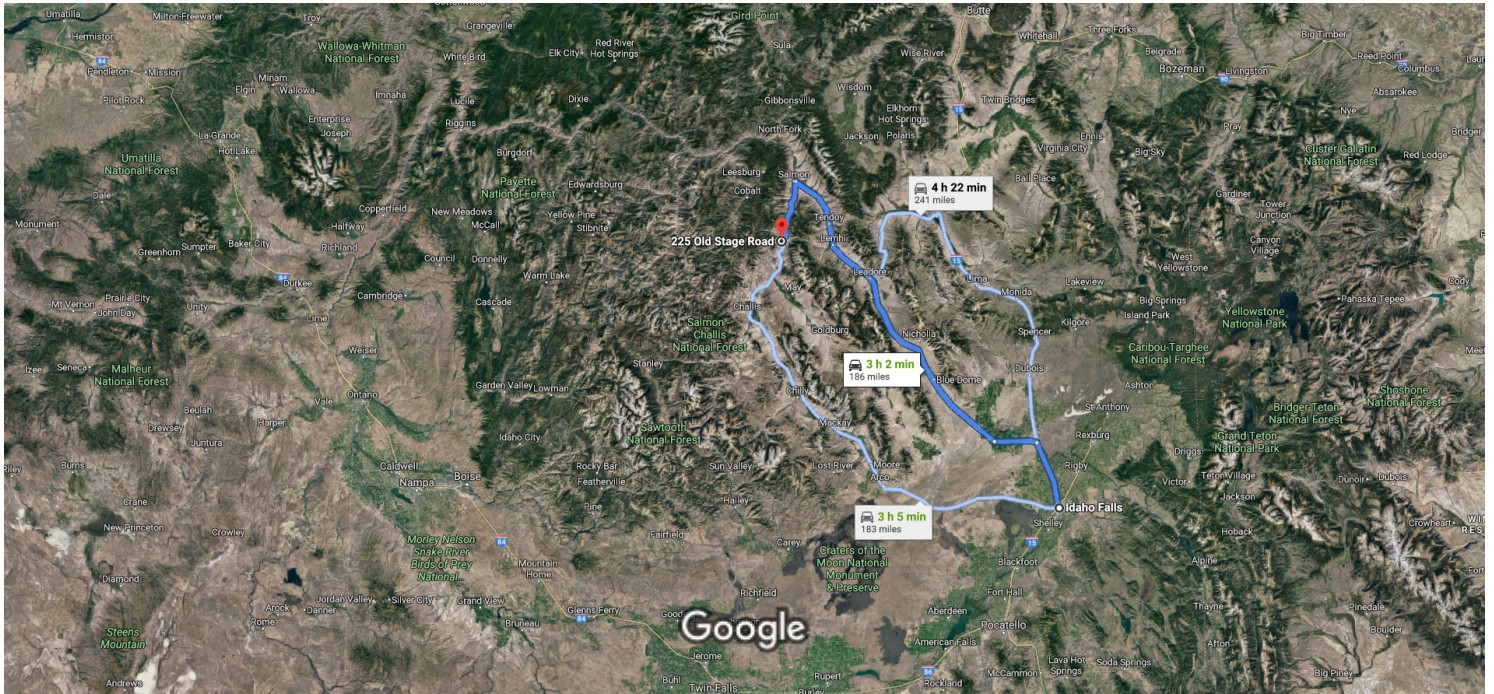 Umatilla
Milton-Freewater
Troy
Grangeville
Gird Point
Butte
Hermiston
Wallowa-Whitman
National Forest
White Bird
Elk City
Red River
Hot Springs
Sula
Wise River
Whitehall
Three Forks
Big Timber
84
Pendleton
Mission
Minam
Wallowa
Elgin
Imnaha
Lucile
Dixie
Gibbonsville
Wisdom
Belgrade
Bozeman
Livingston
90
Reed Point
Columbus
Pilot Rock
Enterprise
Joseph
Riggins
North Fork
Elkhorn
Hot Springs
15
Twin Bridges
Absarokee
Nye
La Grande
Hot Lake
Burgdorf
Jackson
Polaris
Ennis
Virginia City
Pray
Bridger
Umatilla
National Forest
Payette
National Forest
Edwardsburg
Leesburg
Salmon
Cobalt
Big Sky
Custer Gallatin
National Forest
Red Lodge
Dale
4 h 22 min
241 miles
Ball Place
Gardiner
Monument
Copperfield
Halfway
Richland
New Meadows
McCall
Yellow Pine
Stibnite
Tendoy
Lemhi
Tower
Junction
Greenhorn
Sumpter
Baker City
225 Old Stage Road
Canyon
Village
Council
Donnelly
Warm Lake
Leadore
15
Lima
West
Yellowstone
84
Durkee
Lakeview
Cody
Mt Vernon
Prairie City
John Day
Unity
Cambridge
Cascade
May
Challis
Monida
Big Springs
Island Park
Pahaska Tepee
Lime
Salmon-
Challis
National Forest
Goldburg
Nicholia
Spencer
Kilgore
Yellowstone
National Park
Weiser
Stanley
3 h 2 min
186 miles
Caribou-Targhee
National Forest
Izee
Seneca
Malheur
National Forest
Garden Valley
Lowman
Chilly
Blue Dome
Dubois
Ashton
Shoshone
National Forest
Vale
Ontario
Beulah
Drewsey
Juntura
Harper
Mackay
St Anthony
Bridger-Teton
National Forest
Idaho City
Sawtooth
National Forest
Rexburg
Grand Teton
National Park
Driggs
Riley
Burns
Caldwell
Nampa
Boise
Rocky Bar
Featherville
Sun Valley
Lost River
Moore
Arco
Rigby
Victor
Teton Village
Jackson
Dunoir
Dubois
Crane
Pine
Hailey
Idaho Falls
New Princeton
Crowley
3 h 5 min
183 miles
Shelley
Hoback
Crowheart
Morley Nelson
Snake River
Birds of Prey
National...
84
Fairfield
Carey
Craters of the
Moon National
Monument
& Preserve
15
Blackfoot
Alpine
Diamond
Mountain
Home
Fort Hall
Arock
Rome
Jordan Valley
Danner
Silver City
Grand View
Bruneau
Glenns Ferry
84
Richfield
Aberdeen
Thayne
Pinedale
Boulder
Steens
Mountain
Google
Pocatello
American Falls
Afton
Andrews
Jerome
Buhl
Twin Falls
Rupert
Burley
86
Rockland
McCammon
Lava Hot
Springs
Soda Springs
Big Piney